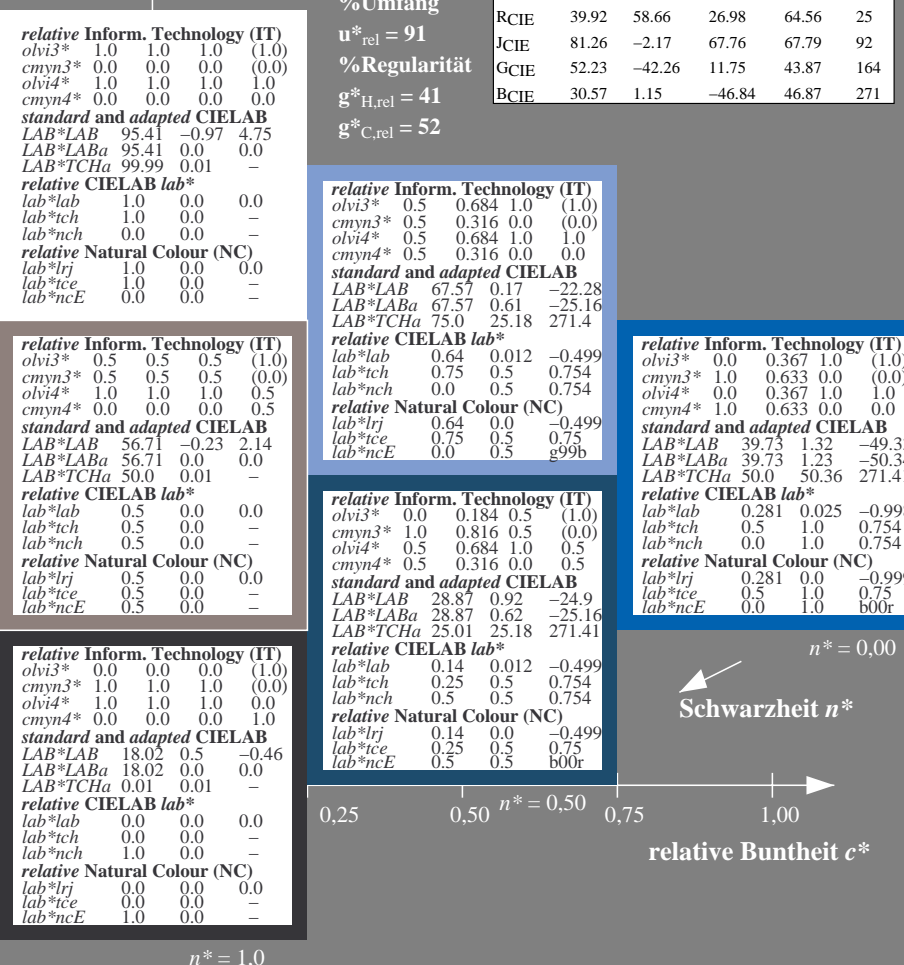 %Umfang
u*rel = 91
%Regularität
g*H,rel = 41
g*C,rel = 52
RCIE 39.92 58.66 26.98 64.56 25
JCIE 81.26 −2.17 67.76 67.79 92
GCIE 52.23 −42.26 11.75 43.87 164
BCIE 30.57 1.15 −46.84 46.87 271
relative Inform. Technology (IT)
olvi3* 1.0 1.0 1.0 (1.0)
cmyn3* 0.0 0.0 0.0 (0.0)
olvi4* 1.0 1.0 1.0 1.0
cmyn4* 0.0 0.0 0.0 0.0
standard and adapted CIELAB
LAB*LAB 95.41 −0.97 4.75
LAB*LABa 95.41 0.0 0.0
LAB*TCHa 99.99 0.01 –
relative CIELAB lab*
lab*lab 1.0 0.0 0.0
lab*tch 1.0 0.0 –
lab*nch 0.0 0.0 –
relative Natural Colour (NC)
lab*lrj 1.0 0.0 0.0
lab*tce 1.0 0.0 –
lab*ncE 0.0 0.0 –
relative Inform. Technology (IT)
olvi3* 0.5 0.684 1.0 (1.0)
cmyn3* 0.5 0.316 0.0 (0.0)
olvi4* 0.5 0.684 1.0 1.0
cmyn4* 0.5 0.316 0.0 0.0
standard and adapted CIELAB
LAB*LAB 67.57 0.17 −22.28
LAB*LABa 67.57 0.61 −25.16
LAB*TCHa 75.0 25.18 271.4
relative CIELAB lab*
lab*lab 0.64 0.012 −0.499
lab*tch 0.75 0.5 0.754
lab*nch 0.0 0.5 0.754
relative Natural Colour (NC)
lab*lrj 0.64 0.0 −0.499
lab*tce 0.75 0.5 0.75
lab*ncE 0.0 0.5 g99b
relative Inform. Technology (IT)
olvi3* 0.5 0.5 0.5 (1.0)
cmyn3* 0.5 0.5 0.5 (0.0)
olvi4* 1.0 1.0 1.0 0.5
cmyn4* 0.0 0.0 0.0 0.5
standard and adapted CIELAB
LAB*LAB 56.71 −0.23 2.14
LAB*LABa 56.71 0.0 0.0
LAB*TCHa 50.0 0.01 –
relative CIELAB lab*
lab*lab 0.5 0.0 0.0
lab*tch 0.5 0.0 –
lab*nch 0.5 0.0 –
relative Natural Colour (NC)
lab*lrj 0.5 0.0 0.0
lab*tce 0.5 0.0 –
lab*ncE 0.5 0.0 –
relative Inform. Technology (IT)
olvi3* 0.0 0.367 1.0 (1.0
cmyn3* 1.0 0.633 0.0 (0.0
olvi4* 0.0 0.367 1.0 1.0
cmyn4* 1.0 0.633 0.0 0.0
standard and adapted CIELAB
LAB*LAB 39.73 1.32 −49.3
LAB*LABa 39.73 1.23 −50.3
LAB*TCHa 50.0 50.36 271.4
relative CIELAB lab*
lab*lab 0.281 0.025 −0.99
lab*tch 0.5 1.0 0.754
lab*nch 0.0 1.0 0.754
relative Natural Colour (NC)
lab*lrj 0.281 0.0 −0.99
lab*tce 0.5 1.0 0.75
lab*ncE 0.0 1.0 b00r
relative Inform. Technology (IT)
olvi3* 0.0 0.184 0.5 (1.0)
cmyn3* 1.0 0.816 0.5 (0.0)
olvi4* 0.5 0.684 1.0 0.5
cmyn4* 0.5 0.316 0.0 0.5
standard and adapted CIELAB
LAB*LAB 28.87 0.92 −24.9
LAB*LABa 28.87 0.62 −25.16
LAB*TCHa 25.01 25.18 271.41
relative CIELAB lab*
lab*lab 0.14 0.012 −0.499
lab*tch 0.25 0.5 0.754
lab*nch 0.5 0.5 0.754
relative Natural Colour (NC)
lab*lrj 0.14 0.0 −0.499
lab*tce 0.25 0.5 0.75
lab*ncE 0.5 0.5 b00r
relative Inform. Technology (IT)
olvi3* 0.0 0.0 0.0 (1.0)
cmyn3* 1.0 1.0 1.0 (0.0)
olvi4* 1.0 1.0 1.0 0.0
cmyn4* 0.0 0.0 0.0 1.0
standard and adapted CIELAB
LAB*LAB 18.02 0.5 −0.46
LAB*LABa 18.02 0.0 0.0
LAB*TCHa 0.01 0.01 –
relative CIELAB lab*
lab*lab 0.0 0.0 0.0
lab*tch 0.0 0.0 –
lab*nch 1.0 0.0 –
relative Natural Colour (NC)
lab*lrj 0.0 0.0 0.0
lab*tce 0.0 0.0 –
lab*ncE 1.0 0.0 –
n* = 0,00
Schwarzheit n*
0,25 0,50 n* = 0,50 0,75 1,00
relative Buntheit c*
n* = 1,0